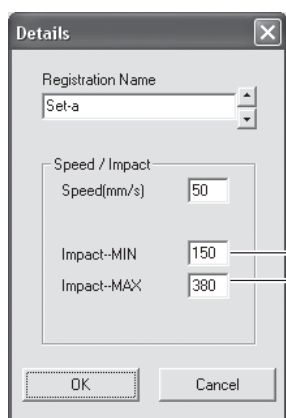 Details
Registration Name
Set-a
Speed / Impact
Speed(mm/s) 50
Impact--MIN 150
Impact--MAX 380
OK Cancel